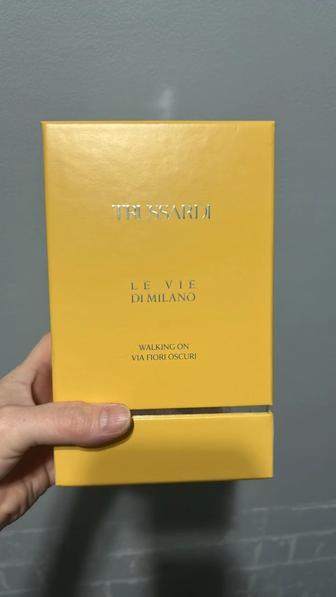 TRUSSARDI
LE VIE
DI MILANO
WALKING ON
VIA FIORI OSCURI